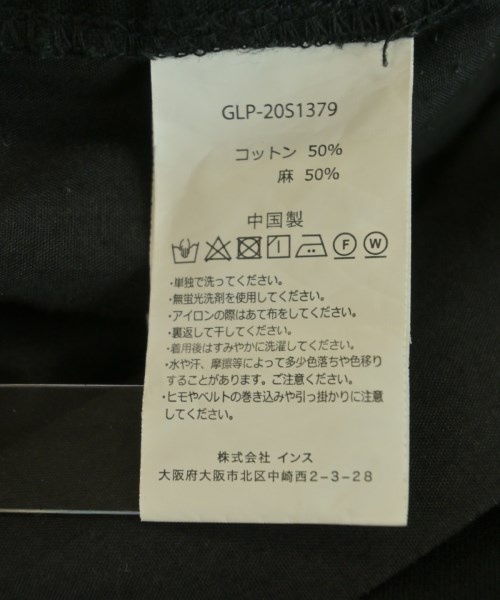 GLP-20S1379
コットン 50%
麻 50%
中国製
F W
・単独で洗ってください。
・無蛍光洗剤を使用してください。
・アイロンの際はあて布をしてください。
・裏返して干してください。
・着用後はすみやかに洗濯してください。
・水や汗、摩擦等によって多少色落ちや色移り
することがあります。ご注意ください。
・ヒモやベルトの巻き込みや引っ掛かりに注意
してください。
株式会社 インス
大阪府大阪市北区中崎西2-3-28